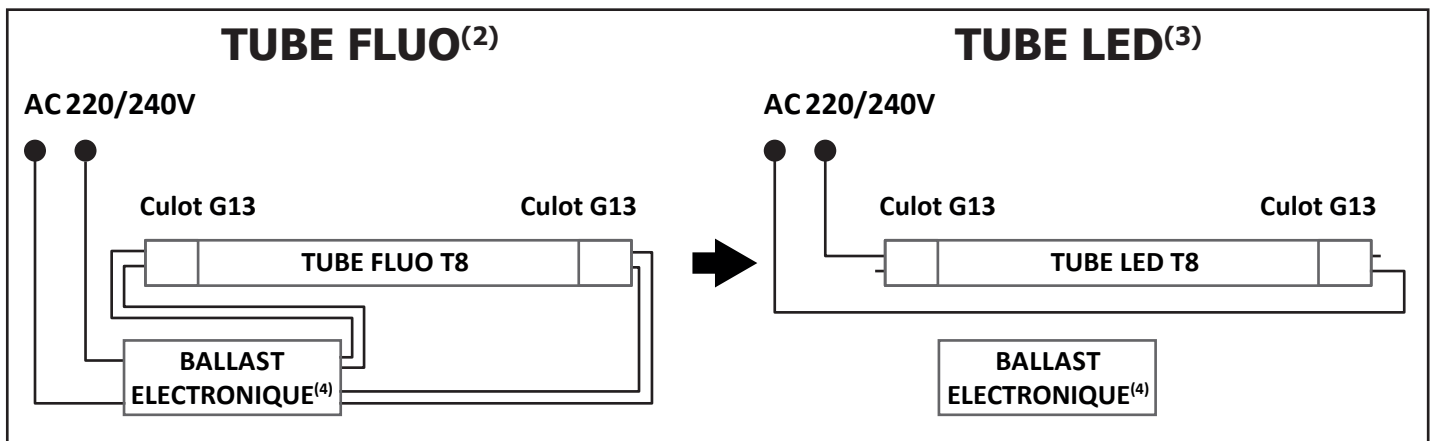 TUBE FLUO(2)
AC 220/240V
Culot G13
Culot G13
TUBE FLUO T8
BALLAST
ELECTRONIQUE(4)
TUBE LED(3)
AC 220/240V
Culot G13
Culot G13
TUBE LED T8
BALLAST
ELECTRONIQUE(4)